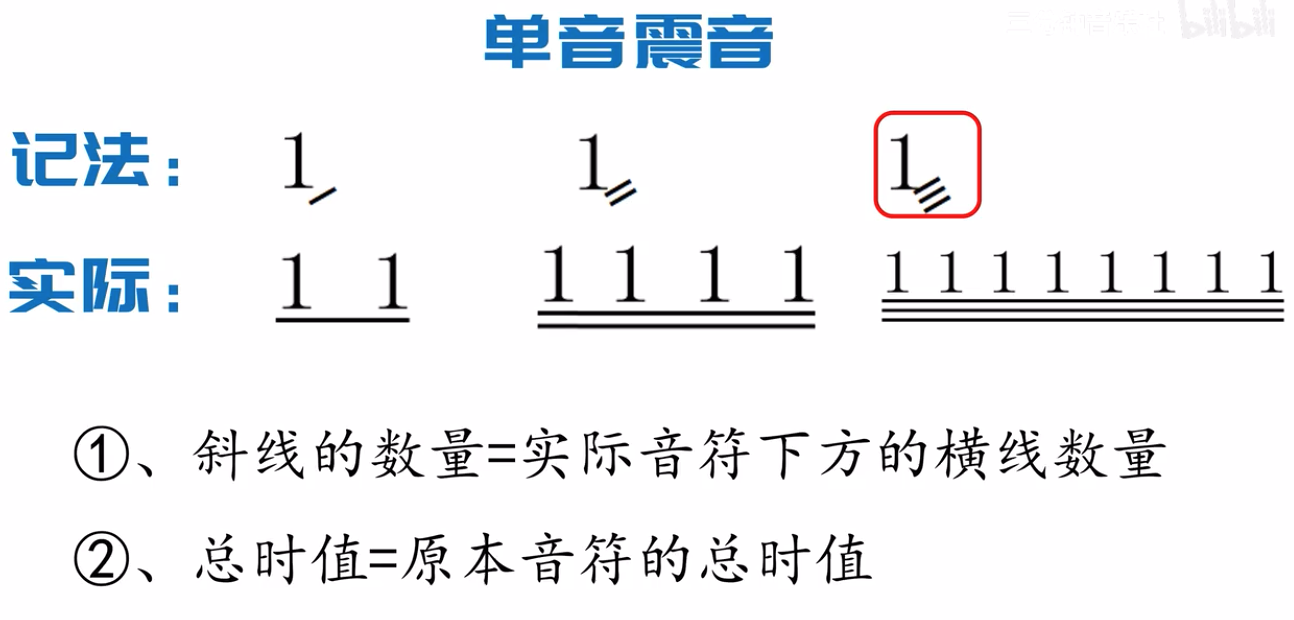 单音震音
bilibili
记法： 1 1 1
实际： 1 1 1 1 1 1 1 1 1 1 1 1 1 1
①、斜线的数量=实际音符下方的横线数量
②、总时值=原本音符的总时值